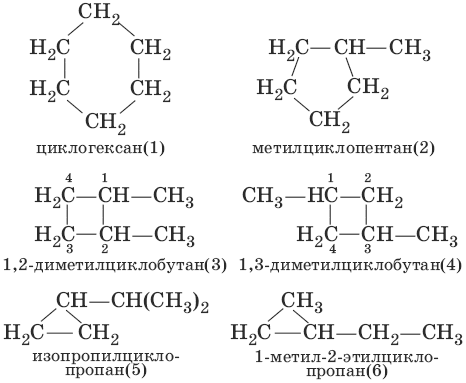 CH₂
H₂C CH₂
H₂C CH₂
CH₂
циклогексан(1)
H₂C—CH—CH₃
H₂C CH₂
CH₂
метилциклопентан(2)
4 1
H₂C—CH—CH₃
H₂C—CH—CH₃
3 2
1,2-диметилциклобутан(3)
1 2
CH₃—HC—CH₂
H₂C—CH—CH₃
4 3
1,3-диметилциклобутан(4)
CH—CH(CH₃)₂
H₂C—CH₂
изопропилцикло-
пропан(5)
CH₃
H₂C—CH—CH₂—CH₃
1-метил-2-этилцикло-
пропан(6)